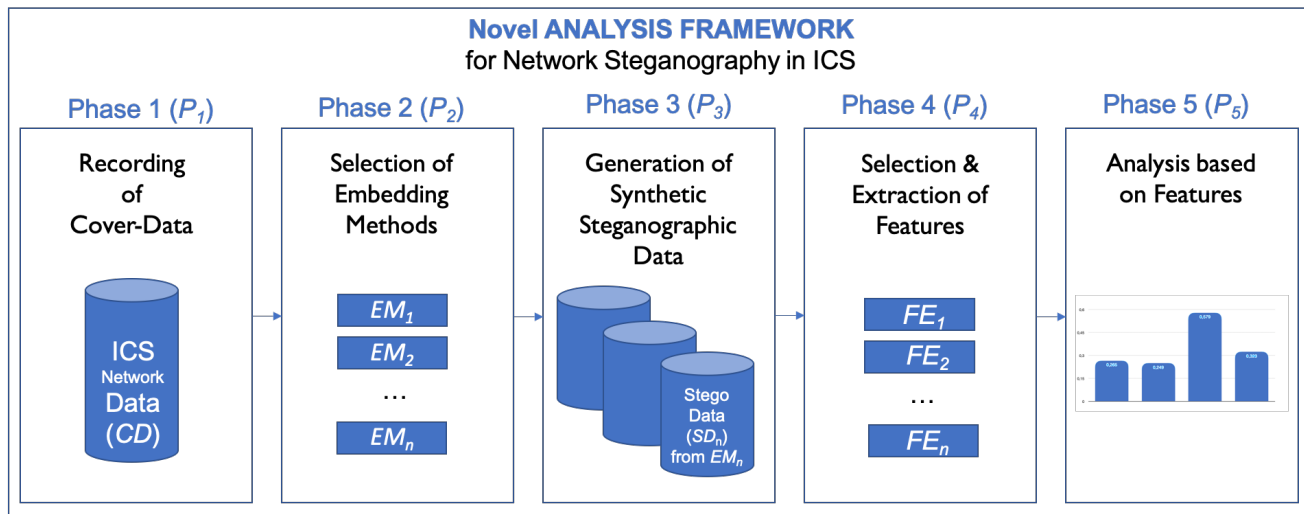 Novel ANALYSIS FRAMEWORK
for Network Steganography in ICS
Phase 1 (P1)
Recording
of
Cover-Data
ICS
Network
Data
(CD)
Phase 2 (P2)
Selection of
Embedding
Methods
EM1
EM2
...
EMn
Phase 3 (P3)
Generation of
Synthetic
Steganographic
Data
Stego
Data
(SDn)
from EMn
Phase 4 (P4)
Selection &
Extraction of
Features
FE1
FE2
...
FEn
Phase 5 (P5)
Analysis based
on Features